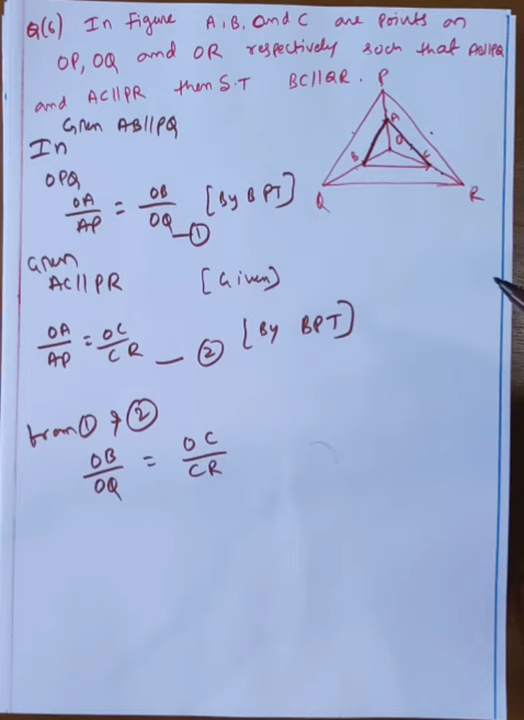 Q(6) In Figure A, B, and C are points on
OP, OQ and OR respectively such that AB||PQ
and AC||PR then S.T BC||QR.
Given AB||PQ
In
OPQ
OA/AP = OB/OQ [By BPT]
—①
Given
AC||PR [Given]
OA/AP = OC/CR — ② [By BPT]
from ① & ②
OB/OQ = OC/CR
P
A
O
B
C
Q
R